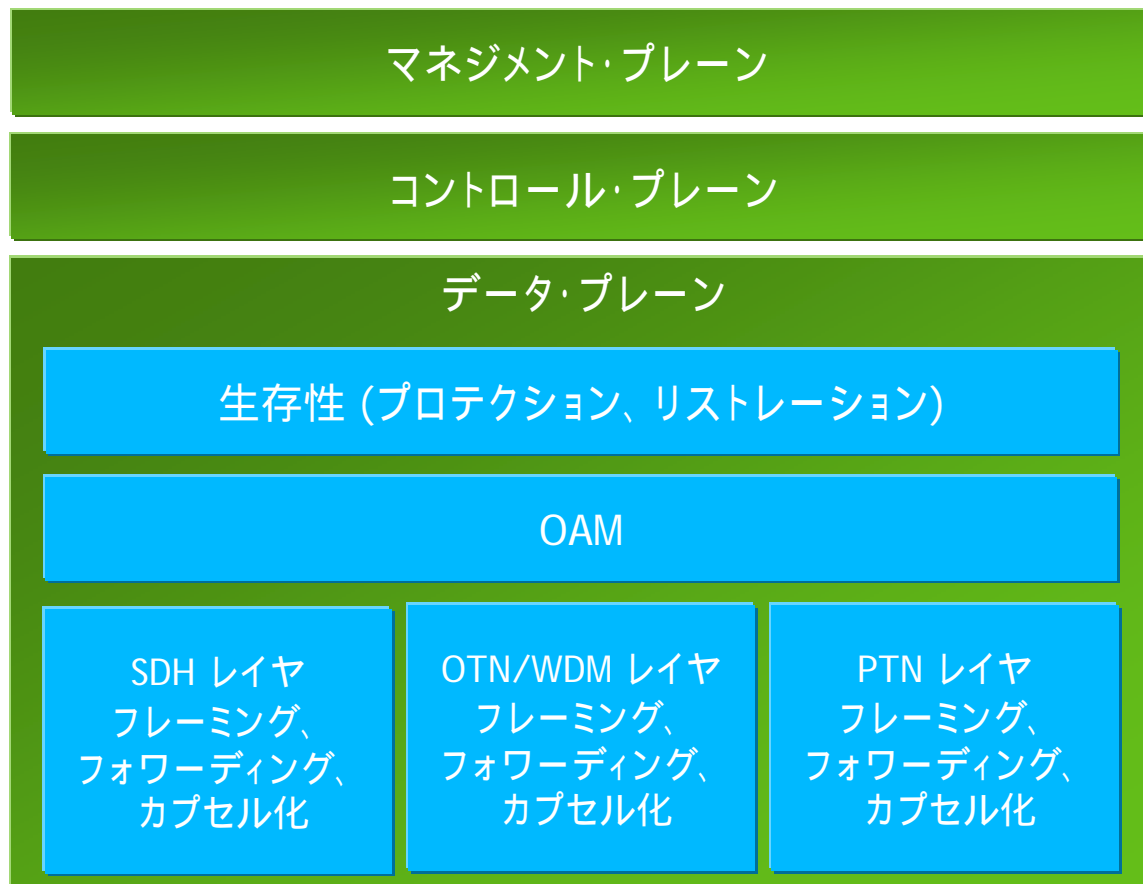 マネジメント・プレーン
コントロール・プレーン
データ・プレーン
生存性 (プロテクション、リストレーション)
OAM
SDH レイヤ
フレーミング、
フォワーディング、
カプセル化
OTN/WDM レイヤ
フレーミング、
フォワーディング、
カプセル化
PTN レイヤ
フレーミング、
フォワーディング、
カプセル化